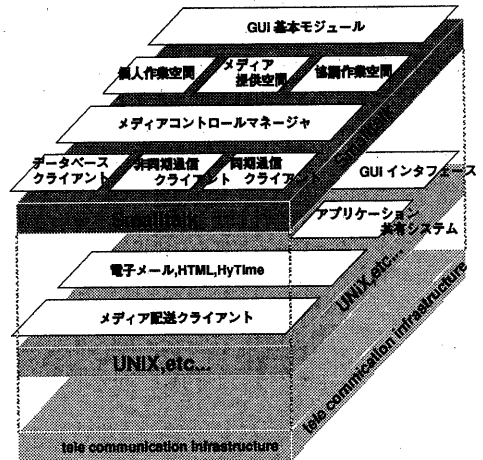 GUI 基本モジュール
個人作業空間
メディア
提供空間
協調作業空間
メディアコントロールマネージャ
Smalltalk
データベース
クライアント
非同期通信
クライアント
同期通信
クライアント
GUI インタフェース
Smalltalk
アプリケーション
共有システム
電子メール,HTML,HyTime
UNIX,etc...
メディア配送クライアント
UNIX,etc...
tele commication infrastructure
tele communication infrastructure